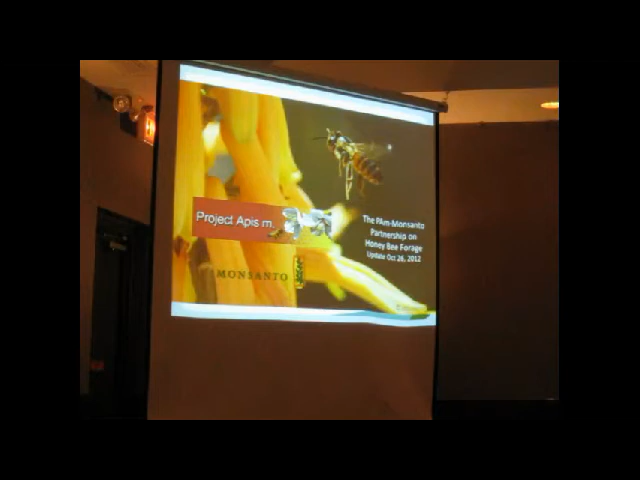 Project Apis m.
The PAm-Monsanto
Partnership on
Honey Bee Forage
Update Oct 26, 2012
MONSANTO